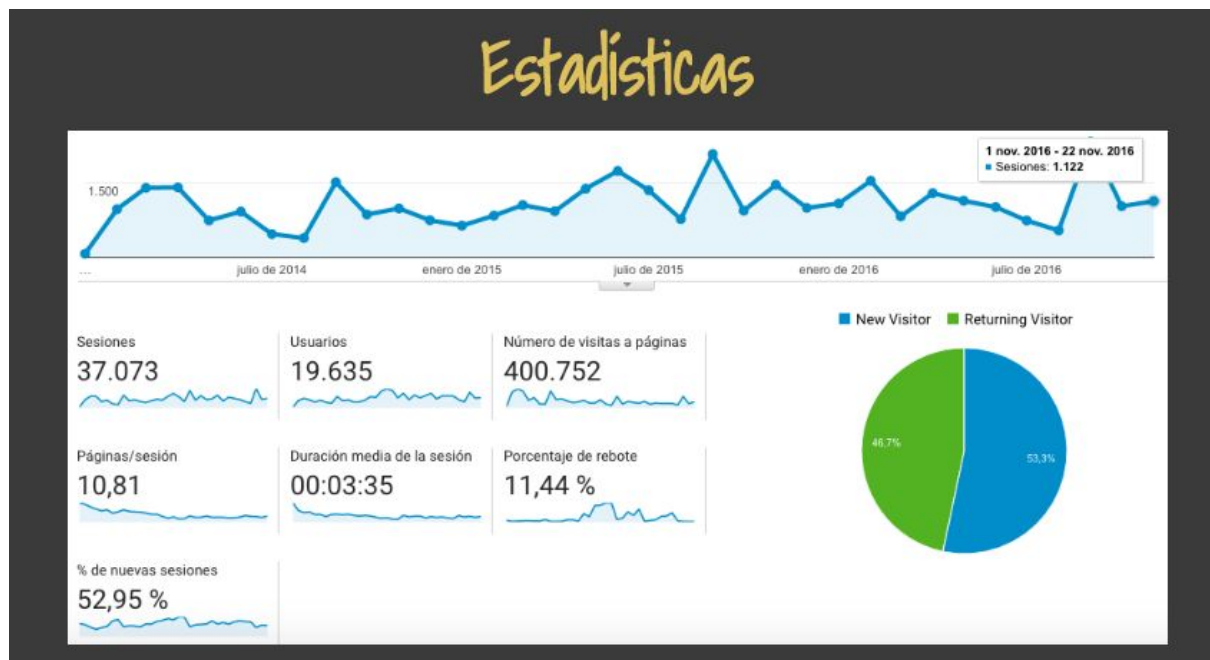 Estadísticas
1 nov. 2016 - 22 nov. 2016
Sesiones: 1.122
1.500
...
julio de 2014
enero de 2015
julio de 2015
enero de 2016
julio de 2016
New Visitor
Returning Visitor
Sesiones
37.073
Usuarios
19.635
Número de visitas a páginas
400.752
Páginas/sesión
10,81
Duración media de la sesión
00:03:35
Porcentaje de rebote
11,44 %
% de nuevas sesiones
52,95 %
46,7%
53,3%